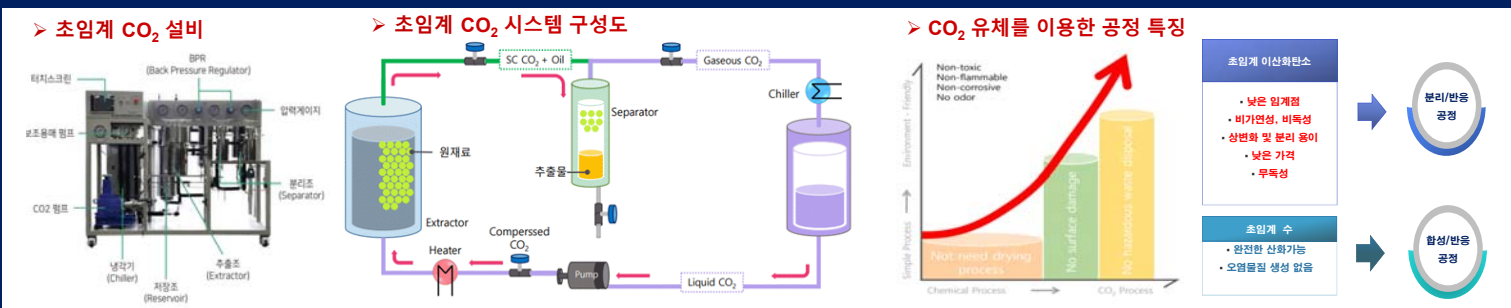 ➢ 초임계 CO₂ 설비
BPR
(Back Pressure Regulator)
터치스크린
압력게이지
보조용매 펌프
분리조
(Separator)
CO2 펌프
냉각기
(Chiller)
추출조
(Extractor)
저장조
(Reservoir)
➢ 초임계 CO₂ 시스템 구성도
SC CO₂ + Oil
Gaseous CO₂
Chiller
Separator
원재료
추출물
Extractor
Comperssed
CO₂
Heater
Pump
Liquid CO₂
➢ CO₂ 유체를 이용한 공정 특징
Non-toxic
Non-flammable
Non-corrosive
No odor
Environment - Friendly
Simple Process
Not need drying
process
No surface damage
No hazardous waste disposal
Chemical Process
CO₂ Process
초임계 이산화탄소
• 낮은 임계점
• 비가연성, 비독성
• 상변화 및 분리 용이
• 낮은 가격
• 무독성
분리/반응
공정
초임계 수
• 완전한 산화가능
• 오염물질 생성 없음
합성/반응
공정